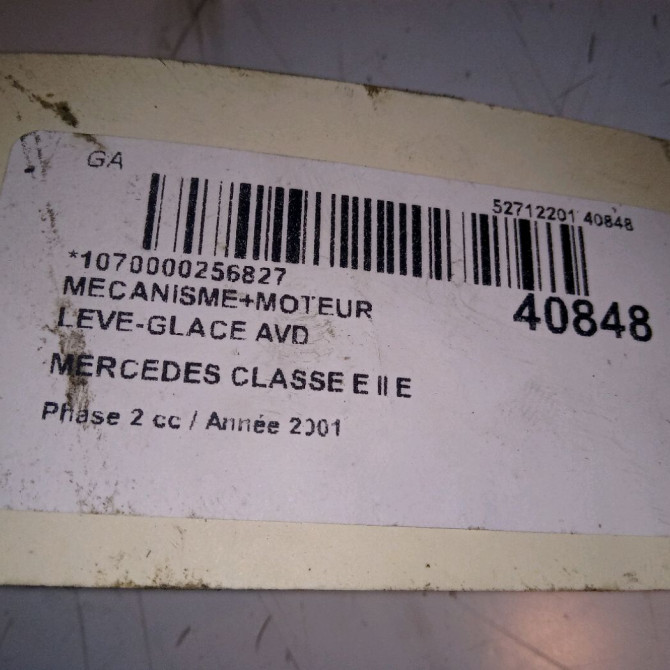 GA
52712201 40848
*1070000256827
40848
MECANISME+MOTEUR
LEVE-GLACE AVD
MERCEDES CLASSE E II E
Phase 2 cc / Année 2001